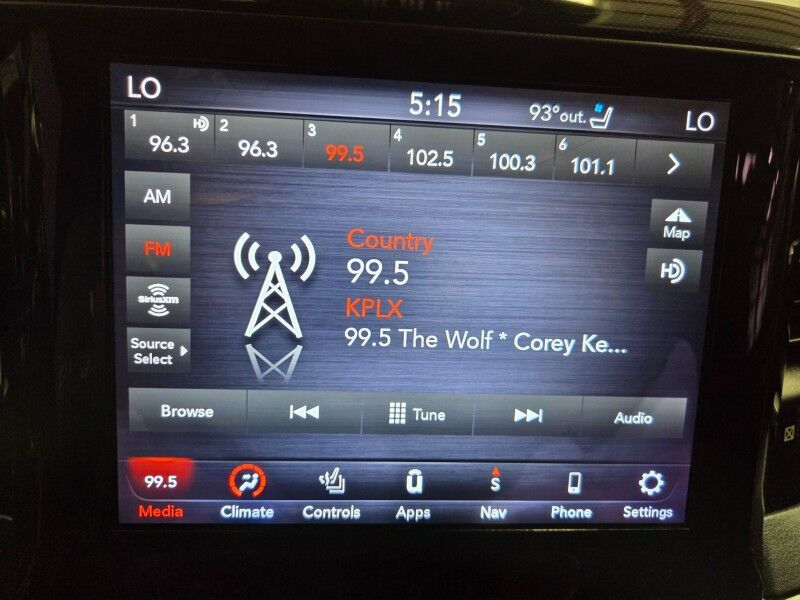 LO 5:15 93°out. LO
1 HD 2 3 4 5 6
96.3 96.3 99.5 102.5 100.3 101.1
AM
FM
SiriusXM
Source
Select
Country
99.5
KPLX
99.5 The Wolf * Corey Ke...
Map
HD
Browse Tune Audio
99.5 S
Media Climate Controls Apps Nav Phone Settings